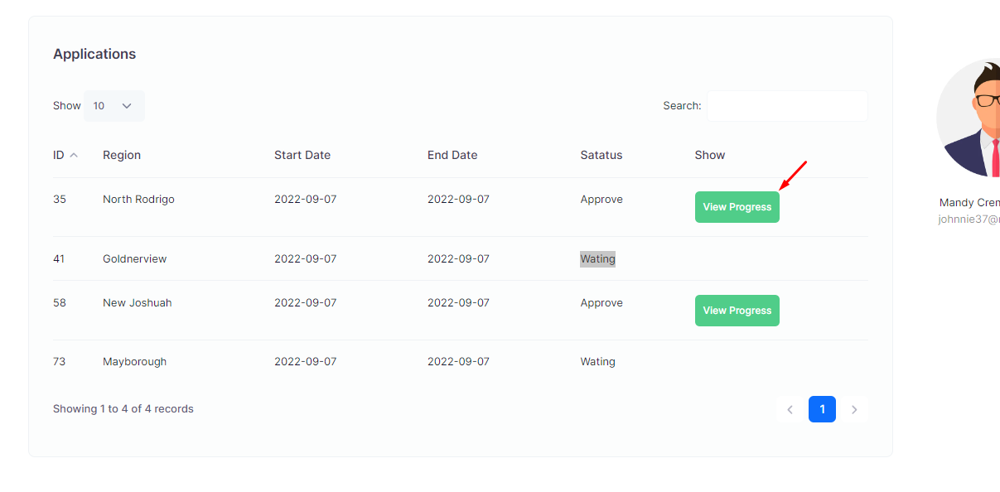 Applications
Show 10
Search:
ID Region Start Date End Date Satatus Show
35 North Rodrigo 2022-09-07 2022-09-07 Approve View Progress
41 Goldnerview 2022-09-07 2022-09-07 Wating
58 New Joshuah 2022-09-07 2022-09-07 Approve View Progress
73 Mayborough 2022-09-07 2022-09-07 Wating
Showing 1 to 4 of 4 records
1
Mandy
johnnie37@